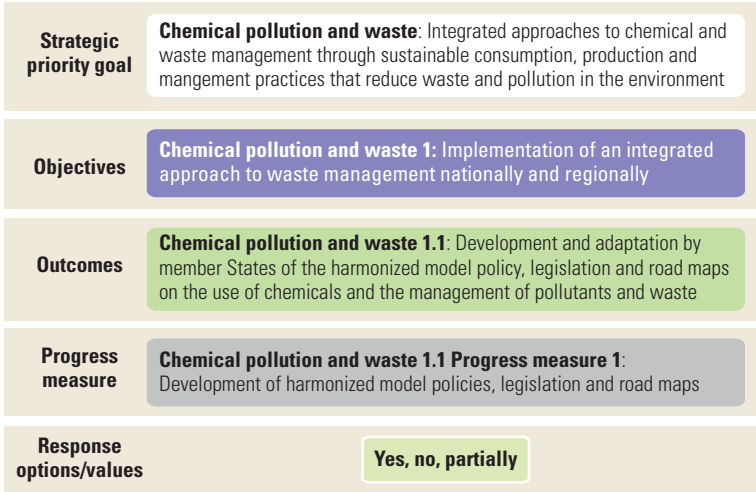 Strategic
priority goal
Chemical pollution and waste: Integrated approaches to chemical and
waste management through sustainable consumption, production and
mangement practices that reduce waste and pollution in the environment
Objectives
Chemical pollution and waste 1: Implementation of an integrated
approach to waste management nationally and regionally
Outcomes
Chemical pollution and waste 1.1: Development and adaptation by
member States of the harmonized model policy, legislation and road maps
on the use of chemicals and the management of pollutants and waste
Progress
measure
Chemical pollution and waste 1.1 Progress measure 1:
Development of harmonized model policies, legislation and road maps
Response
options/values
Yes, no, partially